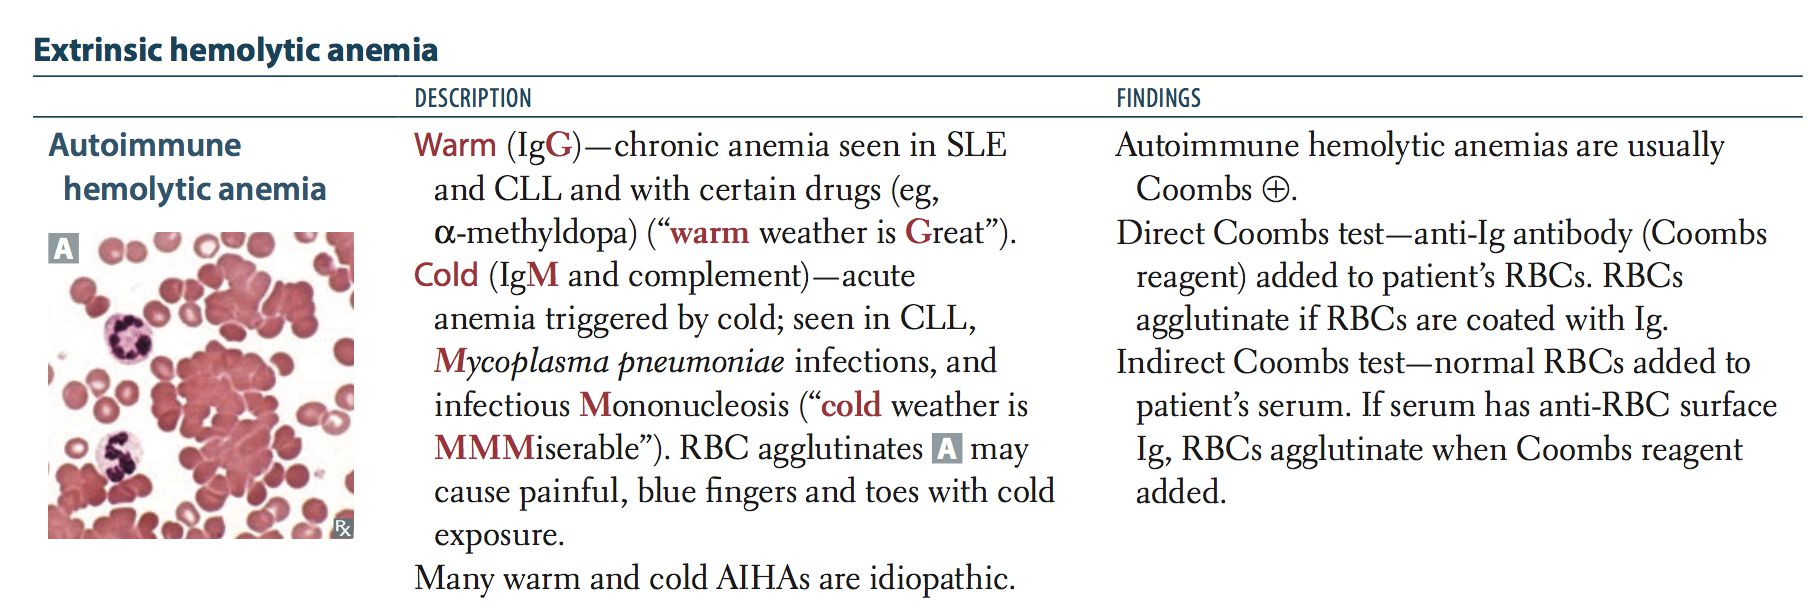 Extrinsic hemolytic anemia
DESCRIPTION
FINDINGS
Autoimmune
hemolytic anemia
A
Rx
Warm (IgG)—chronic anemia seen in SLE
and CLL and with certain drugs (eg,
α-methyldopa) (“warm weather is Great”).
Cold (IgM and complement)—acute
anemia triggered by cold; seen in CLL,
Mycoplasma pneumoniae infections, and
infectious Mononucleosis (“cold weather is
MMMiserable”). RBC agglutinates A may
cause painful, blue fingers and toes with cold
exposure.
Many warm and cold AIHAs are idiopathic.
Autoimmune hemolytic anemias are usually
Coombs ⊕.
Direct Coombs test—anti-Ig antibody (Coombs
reagent) added to patient’s RBCs. RBCs
agglutinate if RBCs are coated with Ig.
Indirect Coombs test—normal RBCs added to
patient’s serum. If serum has anti-RBC surface
Ig, RBCs agglutinate when Coombs reagent
added.